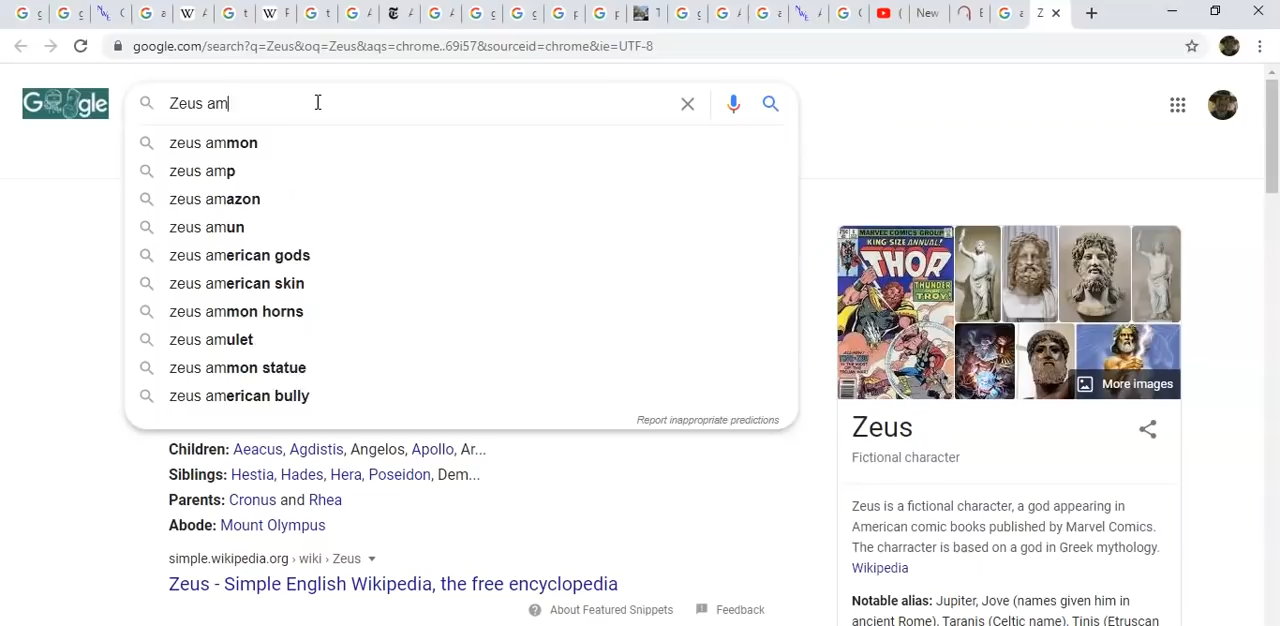 New
google.com/search?q=Zeus&oq=Zeus&aqs=chrome..69i57&sourceid=chrome&ie=UTF-8
Google
Zeus am
zeus ammon
zeus amp
zeus amazon
zeus amun
zeus american gods
zeus american skin
zeus ammon horns
zeus amulet
zeus ammon statue
zeus american bully
Report inappropriate predictions
Children: Aeacus, Agdistis, Angelos, Apollo, Ar...
Siblings: Hestia, Hades, Hera, Poseidon, Dem...
Parents: Cronus and Rhea
Abode: Mount Olympus
simple.wikipedia.org › wiki › Zeus
Zeus - Simple English Wikipedia, the free encyclopedia
About Featured Snippets
Feedback
MARVEL COMICS GROUP
KING-SIZE ANNUAL!
THOR
THUNDER
TROY!
More images
Zeus
Fictional character
Zeus is a fictional character, a god appearing in
American comic books published by Marvel Comics.
The charracter is based on a god in Greek mythology.
Wikipedia
Notable alias: Jupiter, Jove (names given him in
ancient Rome), Taranis (Celtic name), Tinis (Etruscan